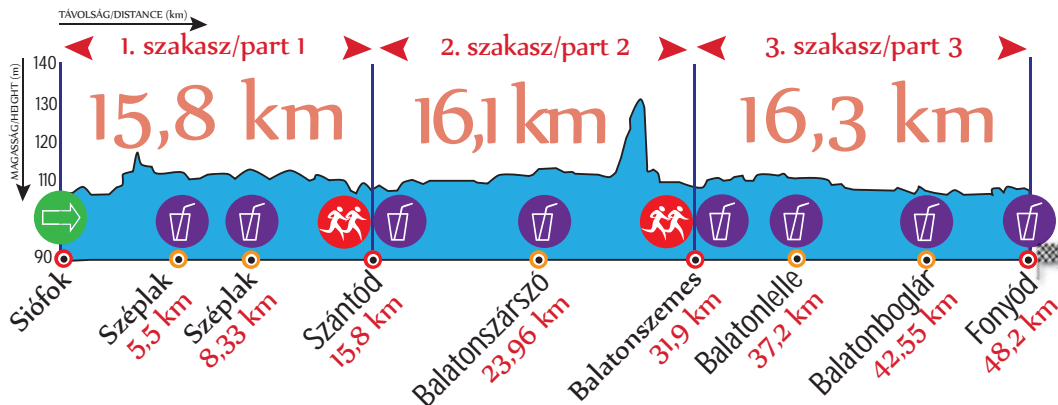 TÁVOLSÁG/DISTANCE (km)
1. szakasz/part 1
2. szakasz/part 2
3. szakasz/part 3
MAGASSÁG/HEIGHT (m)
140
130
120
110
90
15,8 km
16,1 km
16,3 km
Siófok
Széplak
5,5 km
Széplak
8,33 km
Szántód
15,8 km
Balatonszárszó
23,96 km
Balatonszemes
31,9 km
Balatonlelle
37,2 km
Balatonboglár
42,55 km
Fonyód
48,2 km